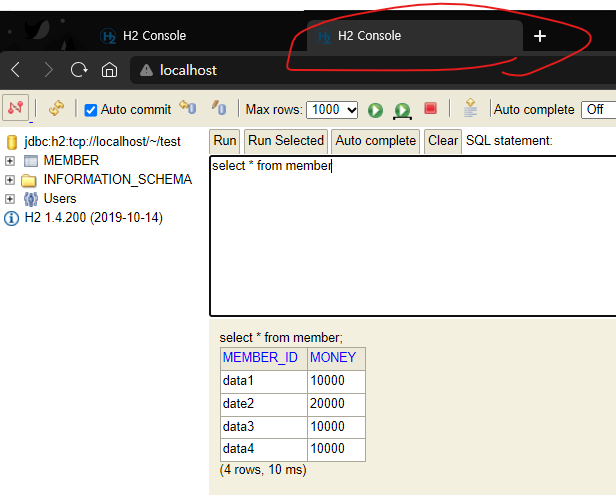 H2 Console
H2 Console
localhost
Auto commit Max rows: 1000 Auto complete Off
jdbc:h2:tcp://localhost/~/test
MEMBER
INFORMATION_SCHEMA
Users
H2 1.4.200 (2019-10-14)
Run Run Selected Auto complete Clear SQL statement:
select * from member
select * from member;
MEMBER_ID MONEY
data1 10000
date2 20000
data3 10000
data4 10000
(4 rows, 10 ms)